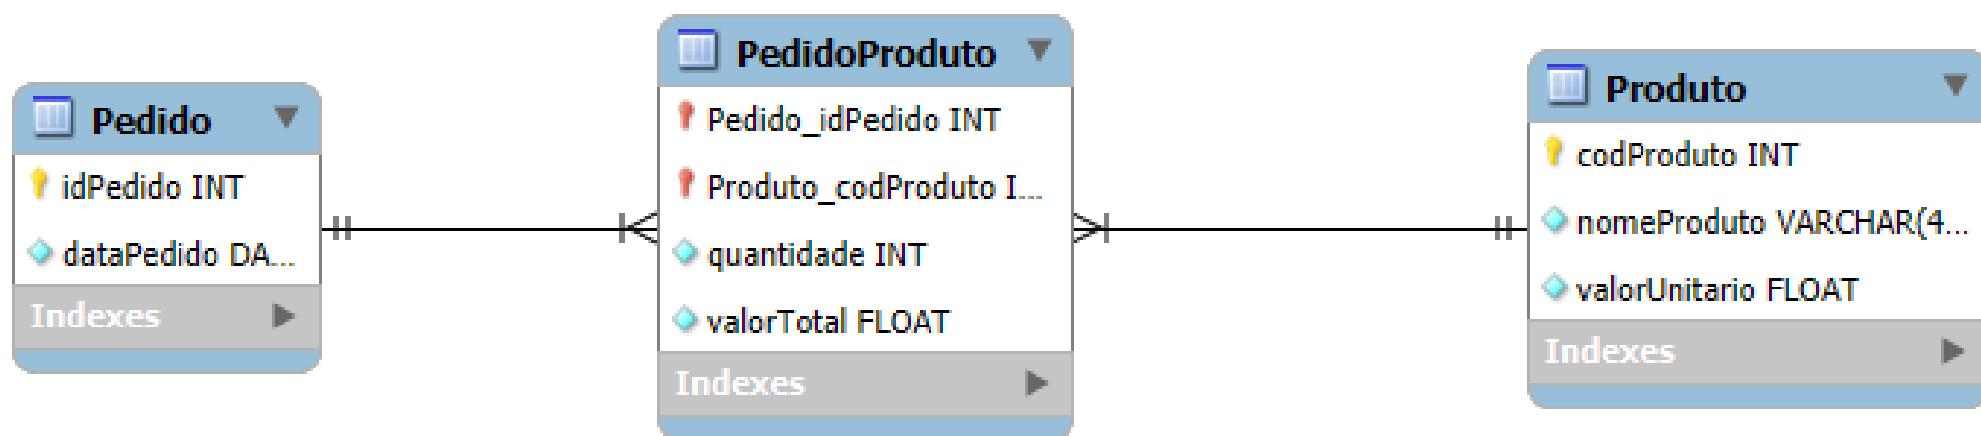 Pedido
idPedido INT
dataPedido DA...
Indexes
PedidoProduto
Pedido_idPedido INT
Produto_codProduto I...
quantidade INT
valorTotal FLOAT
Indexes
Produto
codProduto INT
nomeProduto VARCHAR(4...
valorUnitario FLOAT
Indexes